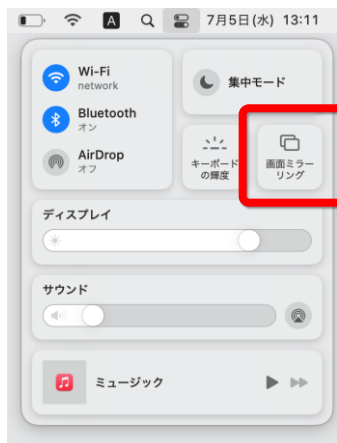 A
7月5日(水) 13:11
Wi-Fi
network
Bluetooth
オン
AirDrop
オフ
集中モード
キーボード
の輝度
画面ミラー
リング
ディスプレイ
サウンド
ミュージック